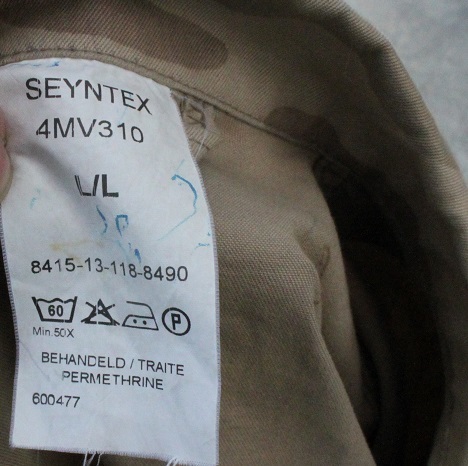 SEYNTEX
4MV310
L/L
8415-13-118-8490
60 P
Min.50X
BEHANDELD / TRAITE
PERMETHRINE
600477